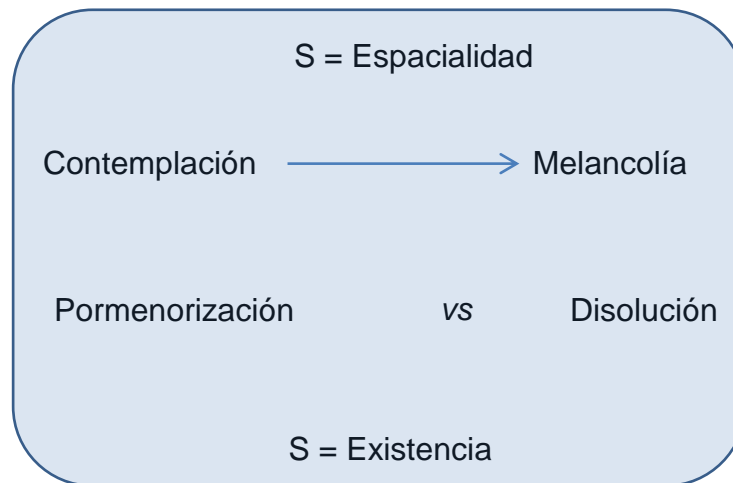 S = Espacialidad
Contemplación Melancolía
Pormenorización vs Disolución
S = Existencia